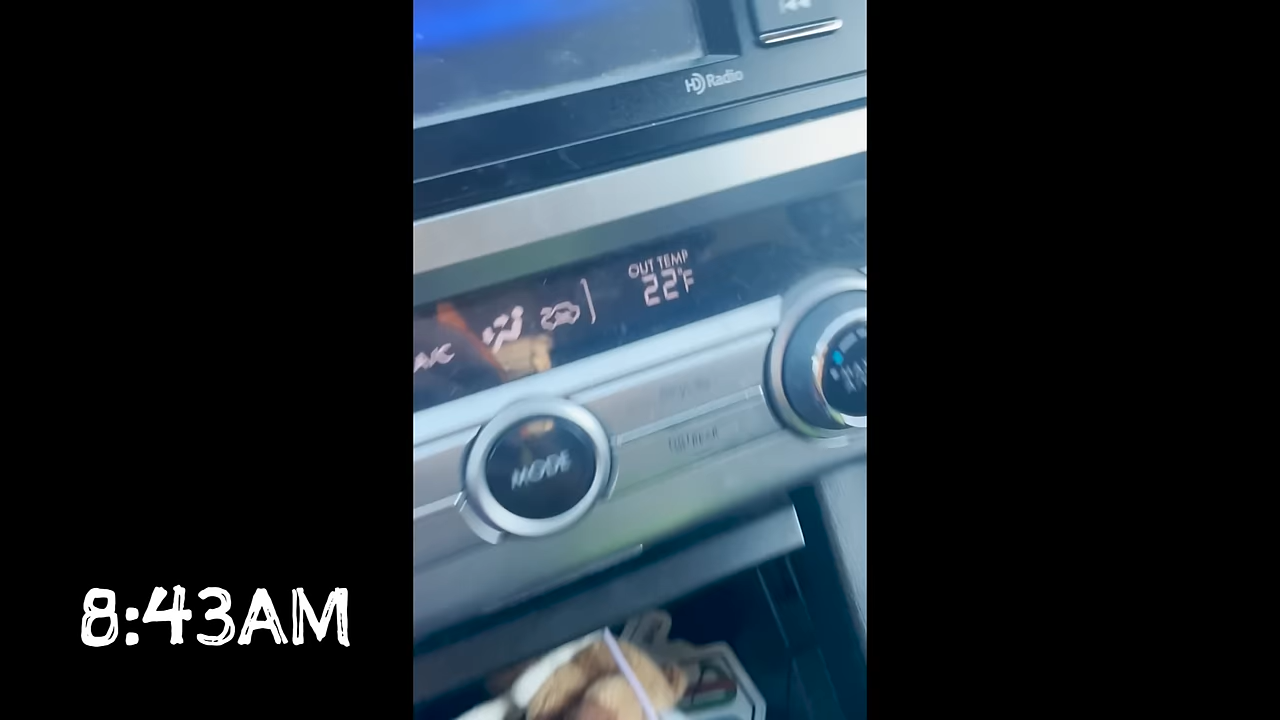 HD Radio
OUT TEMP
22°F
A/C
MODE
8:43AM